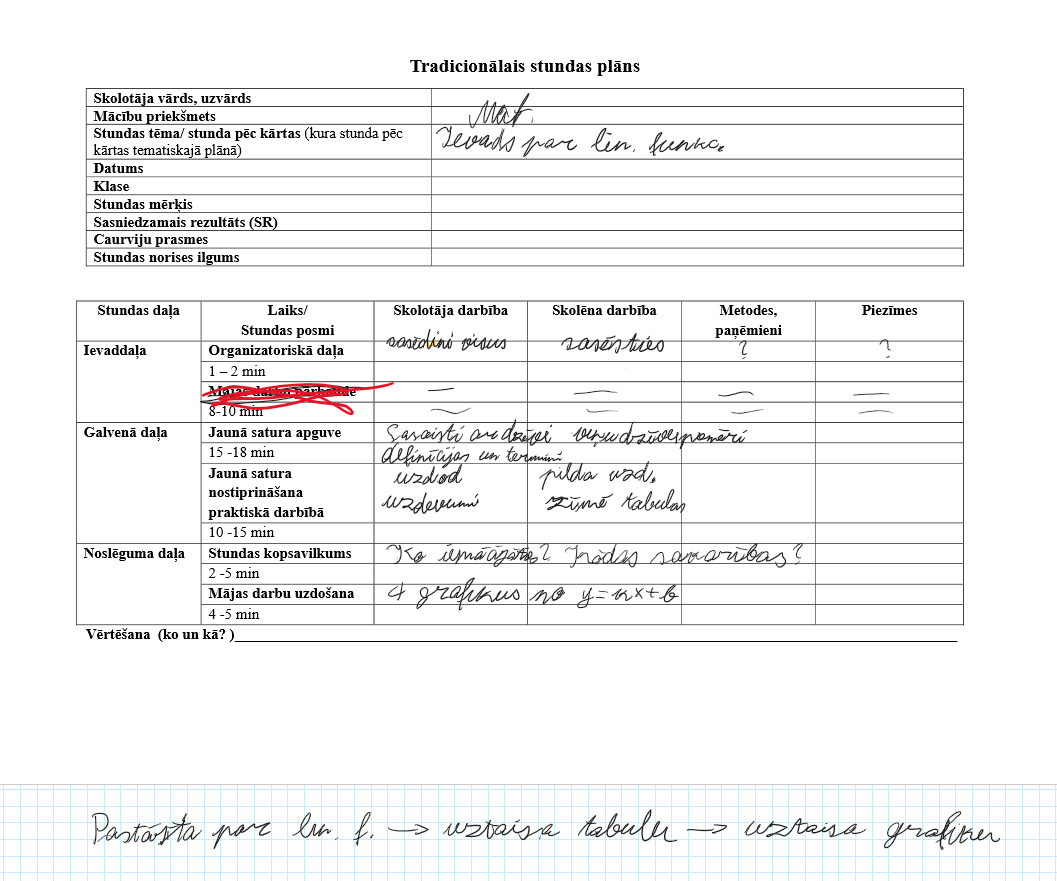 Tradicionālais stundas plāns
Skolotāja vārds, uzvārds
Mācību priekšmets Mat.
Stundas tēma/ stunda pēc kārtas (kura stunda pēc kārtas tematiskajā plānā) Ievads par lin. funkc.
Datums
Klase
Stundas mērķis
Sasniedzamais rezultāts (SR)
Caurviju prasmes
Stundas norises ilgums
Stundas daļa Laiks/ Stundas posmi Skolotāja darbība Skolēna darbība Metodes, paņēmieni Piezīmes
Ievaddaļa Organizatoriskā daļa sasēdini visus sasēsties ? ?
1 – 2 min
Mājas darbu pārbaude — — — —
8-10 min — — — —
Galvenā daļa Jaunā satura apguve Sasaisti ar dzīvi
15 -18 min definīcijas un termini
Jaunā satura uzdod pilda uzd.
nostiprināšana uzdevumi zīmē tabulas
praktiskā darbībā
10 -15 min
Noslēguma daļa Stundas kopsavilkums Ko iemācījāties? Kādas sakarības?
2 -5 min
Mājas darbu uzdošana 4 grafikus no y=kx+b
4 -5 min
Vērtēšana (ko un kā? )
Pastāsta par lin. f. → uztaisa tabulu → uztaisa grafiku